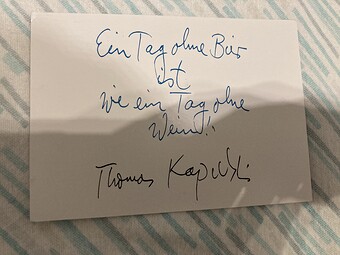 Ein Tag ohne Bier
ist
wie ein Tag ohne
Wein!
Thomas Kapielski